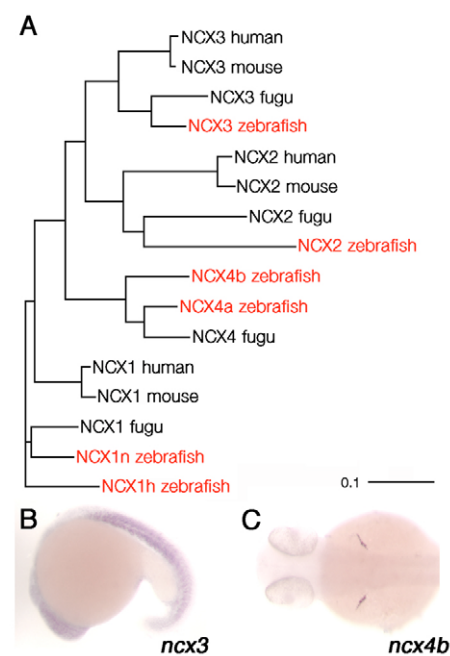 A
NCX3 human
NCX3 mouse
NCX3 fugu
NCX3 zebrafish
NCX2 human
NCX2 mouse
NCX2 fugu
NCX2 zebrafish
NCX4b zebrafish
NCX4a zebrafish
NCX4 fugu
NCX1 human
NCX1 mouse
NCX1 fugu
NCX1n zebrafish
NCX1h zebrafish
0.1
B
C
ncx3
ncx4b